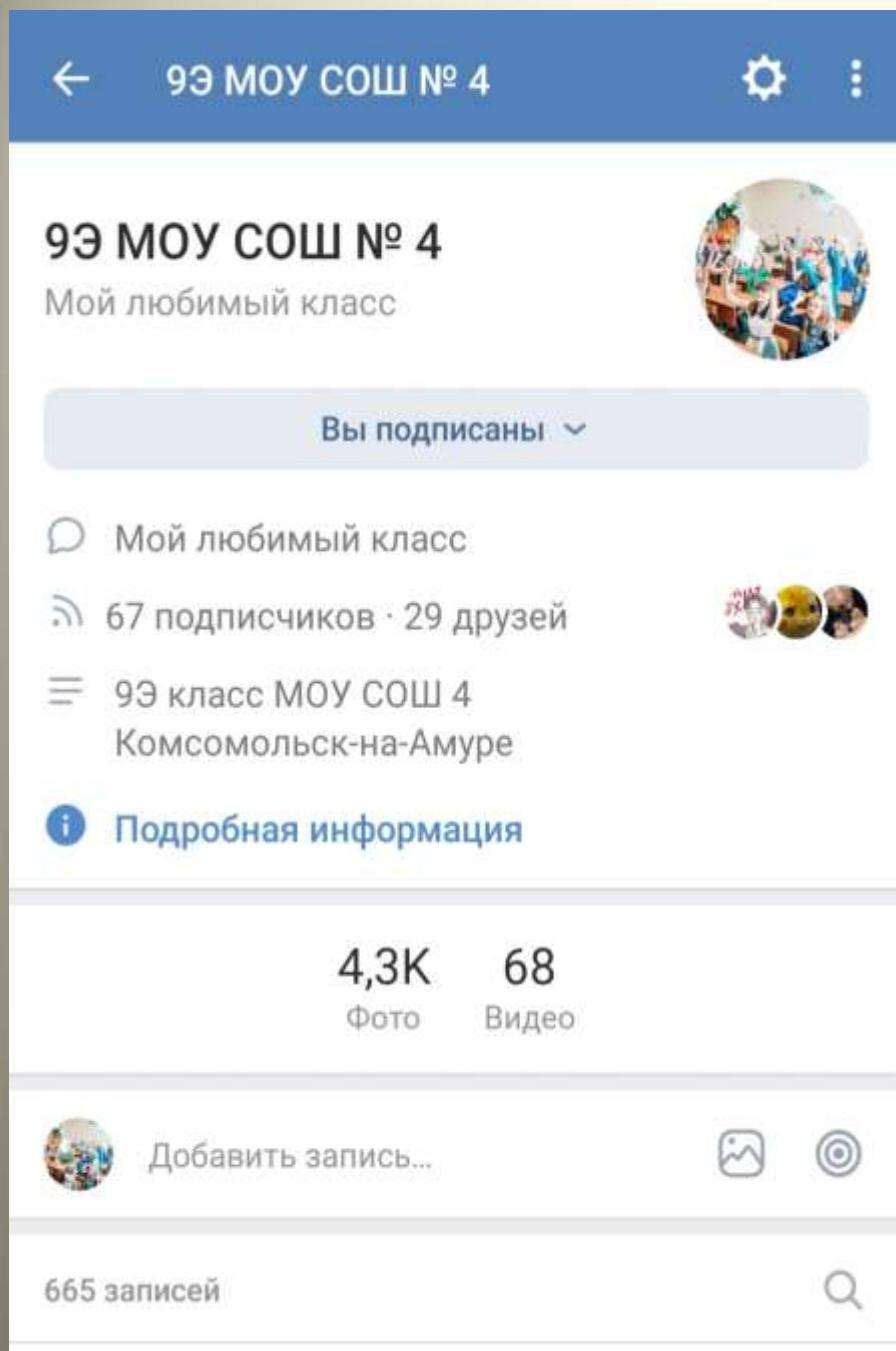 9Э МОУ СОШ № 4
9Э МОУ СОШ № 4
Мой любимый класс
Вы подписаны
Мой любимый класс
67 подписчиков · 29 друзей
9Э класс МОУ СОШ 4
Комсомольск-на-Амуре
Подробная информация
4,3K 68
Фото Видео
Добавить запись...
665 записей